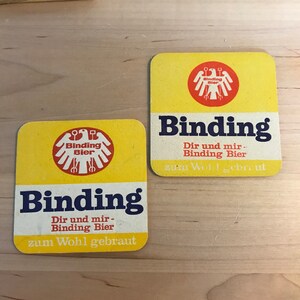 Binding
Dir und mir -
Binding Bier
zum Wohl gebraut
Binding
Bier
Binding
Dir und mir -
Binding Bier
zum Wohl gebraut